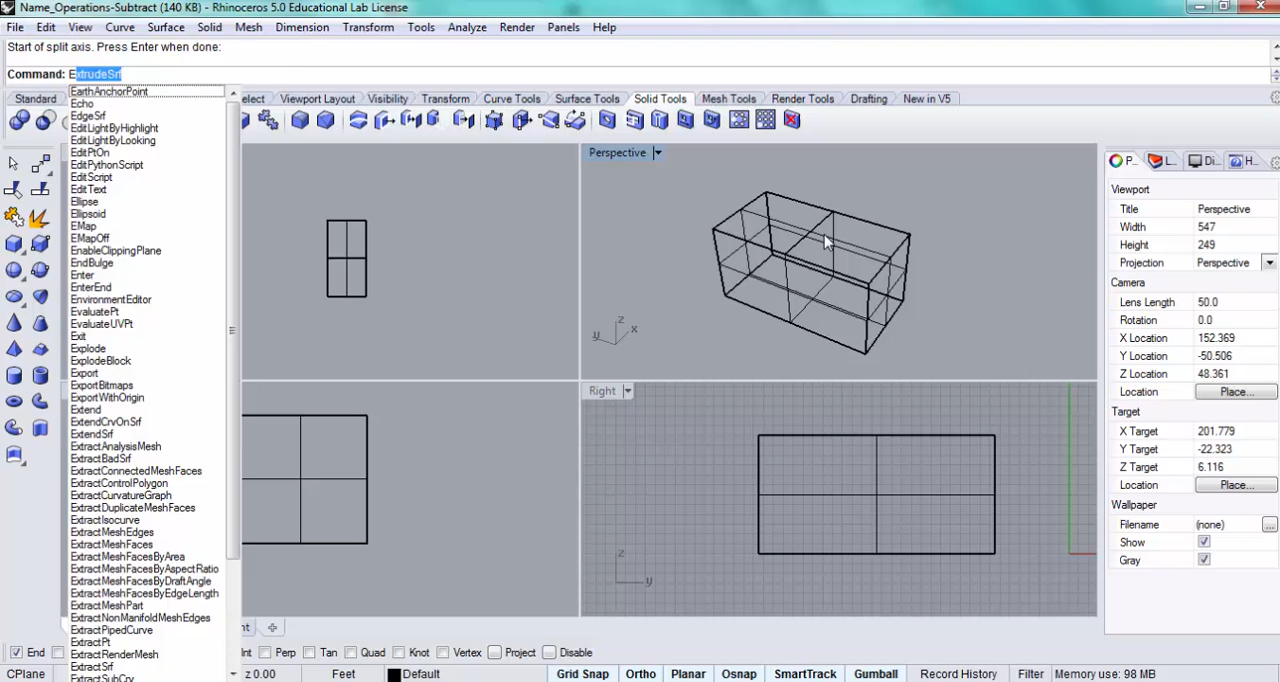 Name_Operations-Subtract (140 KB) - Rhinoceros 5.0 Educational Lab License
File Edit View Curve Surface Solid Mesh Dimension Transform Tools Analyze Render Panels Help
Start of split axis. Press Enter when done:
Command: ExtrudeSrf
Standard
elect Viewport Layout Visibility Transform Curve Tools Surface Tools Solid Tools Mesh Tools Render Tools Drafting New in V5
EarthAnchorPoint
Echo
EdgeSrf
EditLightByHighlight
EditLightByLooking
EditPtOn
EditPythonScript
EditScript
EditText
Ellipse
Ellipsoid
EMap
EMapOff
EnableClippingPlane
EndBulge
Enter
EnterEnd
EnvironmentEditor
EvaluatePt
EvaluateUVPt
Exit
Explode
ExplodeBlock
Export
ExportBitmaps
ExportWithOrigin
Extend
ExtendCrvOnSrf
ExtendSrf
ExtractAnalysisMesh
ExtractBadSrf
ExtractConnectedMeshFaces
ExtractControlPolygon
ExtractCurvatureGraph
ExtractDuplicateMeshFaces
ExtractIsocurve
ExtractMeshEdges
ExtractMeshFaces
ExtractMeshFacesByArea
ExtractMeshFacesByAspectRatio
ExtractMeshFacesByDraftAngle
ExtractMeshFacesByEdgeLength
ExtractMeshPart
ExtractNonManifoldMeshEdges
ExtractPipedCurve
ExtractPt
ExtractRenderMesh
ExtractSrf
ExtractSubCrv
Perspective
z
y x
Right
z
y
P... L... Di... H...
Viewport
Title Perspective
Width 547
Height 249
Projection Perspective
Camera
Lens Length 50.0
Rotation 0.0
X Location 152.369
Y Location -50.506
Z Location 48.361
Location Place...
Target
X Target 201.779
Y Target -22.323
Z Target 6.116
Location Place...
Wallpaper
Filename (none) ...
Show
Gray
nt
End nt Perp Tan Quad Knot Vertex Project Disable
CPlane z 0.00 Feet Default Grid Snap Ortho Planar Osnap SmartTrack Gumball Record History Filter Memory use: 98 MB